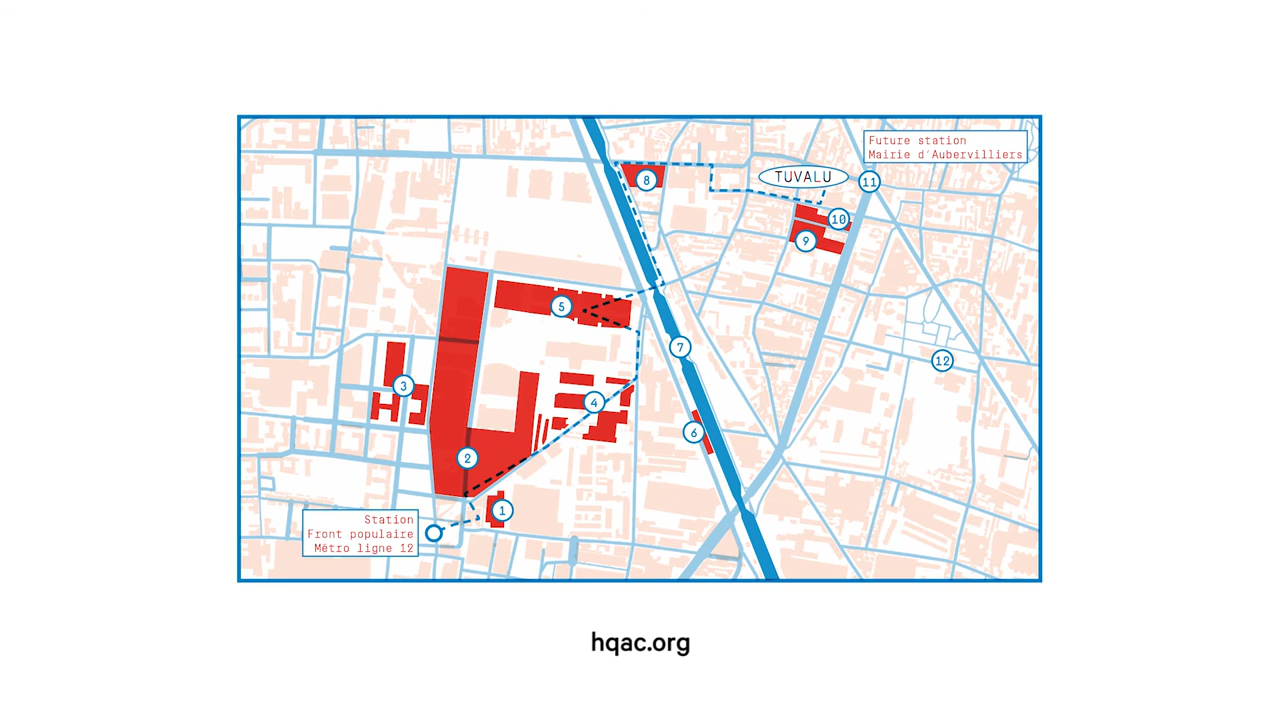 Future station
Mairie d'Aubervilliers
TUVALU
11
8
10
9
5
7
12
3
4
6
2
1
Station
Front populaire
Métro ligne 12
hqac.org